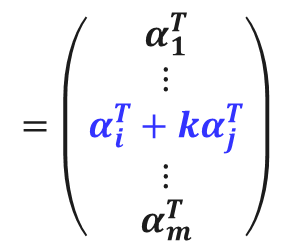 α₁ᵀ
⋮
= αᵢᵀ + kαⱼᵀ
⋮
αₘᵀ